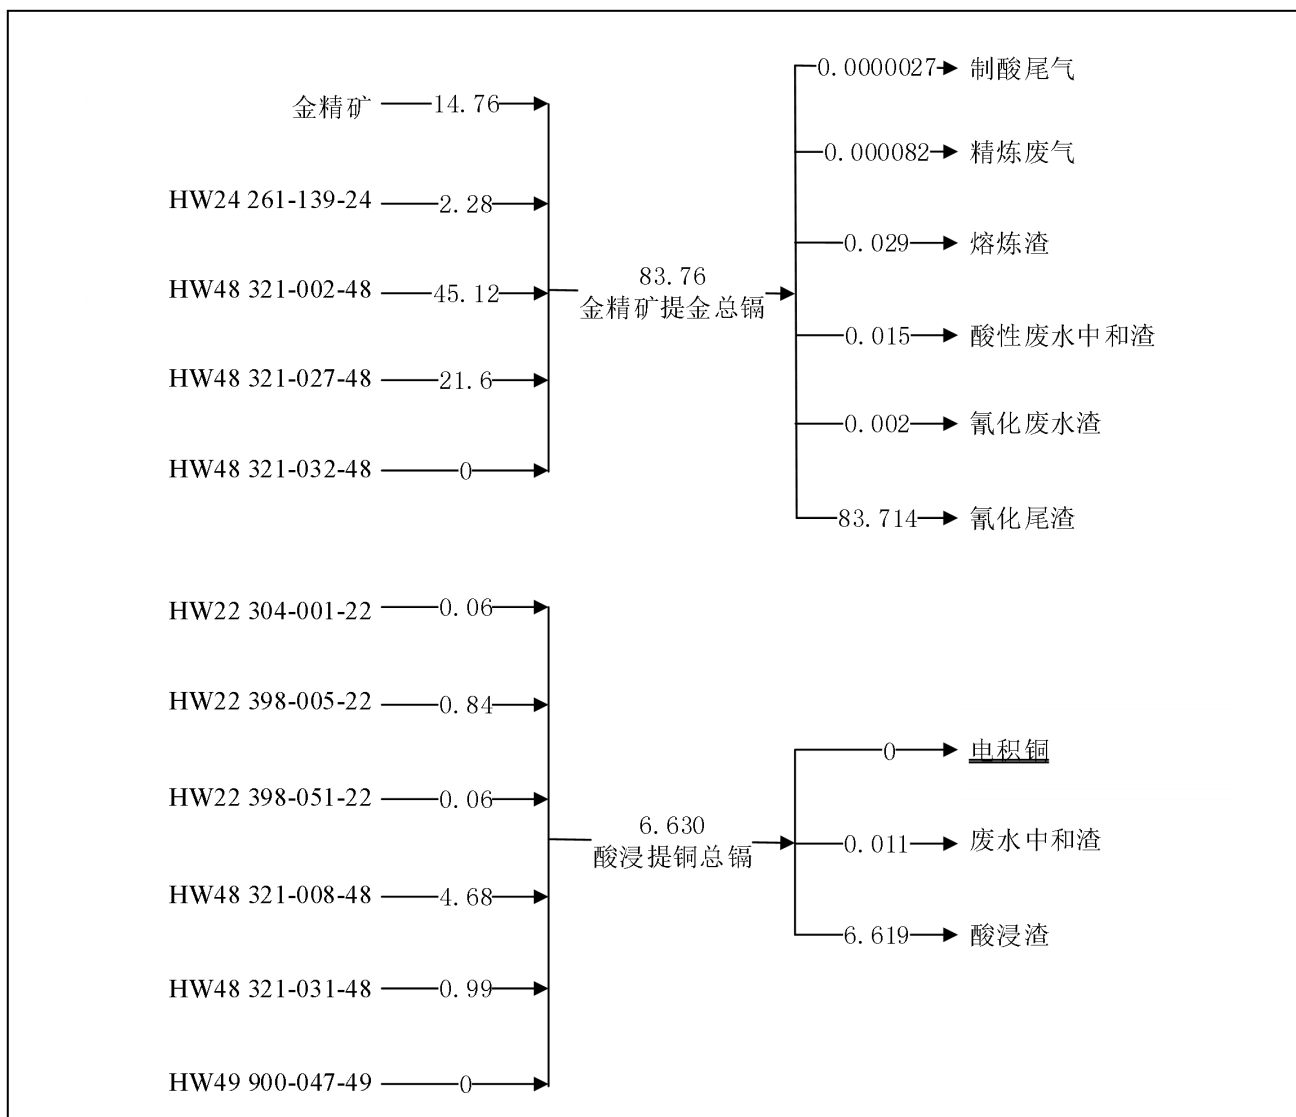 金精矿 14.76
HW24 261-139-24 2.28
HW48 321-002-48 45.12
HW48 321-027-48 21.6
HW48 321-032-48 0
83.76
金精矿提金总镉
0.0000027 制酸尾气
0.000082 精炼废气
0.029 熔炼渣
0.015 酸性废水中和渣
0.002 氰化废水渣
83.714 氰化尾渣
HW22 304-001-22 0.06
HW22 398-005-22 0.84
HW22 398-051-22 0.06
HW48 321-008-48 4.68
HW48 321-031-48 0.99
HW49 900-047-49 0
6.630
酸浸提铜总镉
0 电积铜
0.011 废水中和渣
6.619 酸浸渣